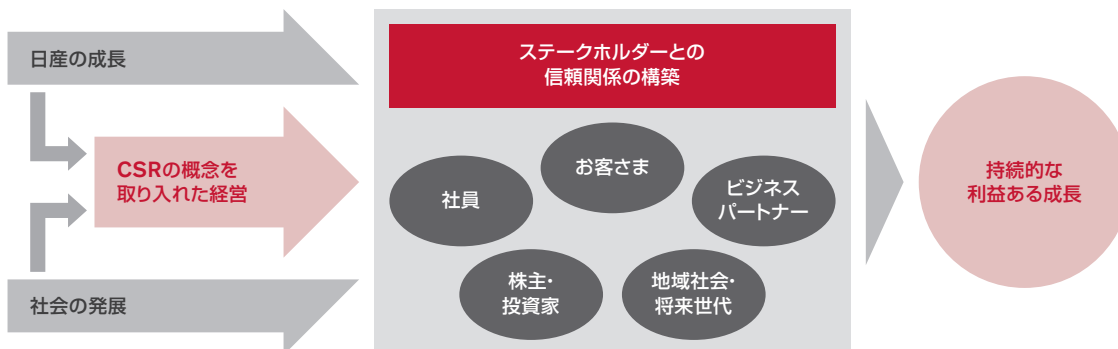 日産の成長
CSRの概念を
取り入れた経営
社会の発展
ステークホルダーとの
信頼関係の構築
お客さま
社員
ビジネス
パートナー
株主・
投資家
地域社会・
将来世代
持続的な
利益ある成長